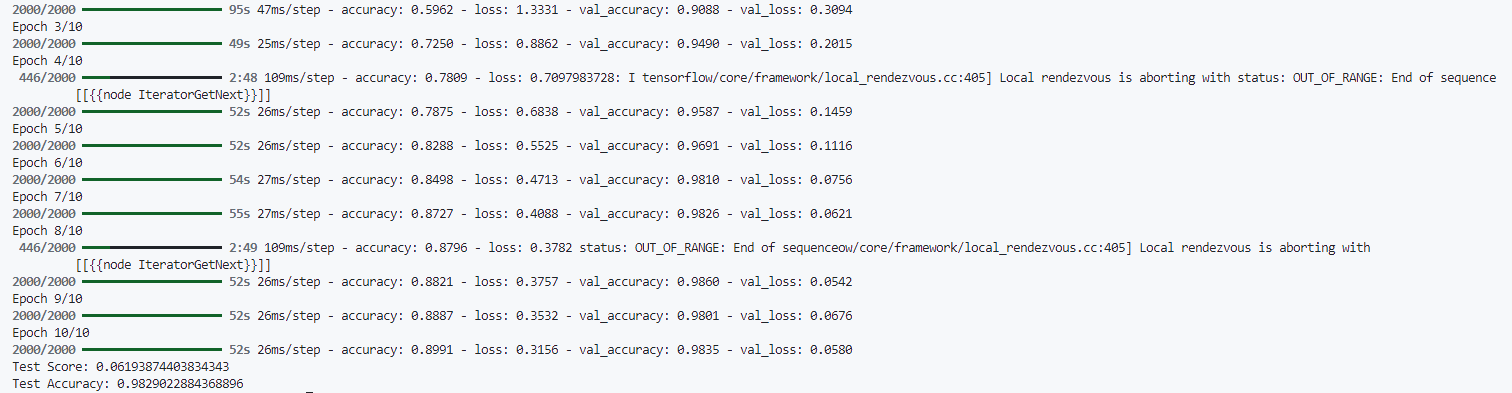 2000/2000 95s 47ms/step - accuracy: 0.5962 - loss: 1.3331 - val_accuracy: 0.9088 - val_loss: 0.3094
Epoch 3/10
2000/2000 49s 25ms/step - accuracy: 0.7250 - loss: 0.8862 - val_accuracy: 0.9490 - val_loss: 0.2015
Epoch 4/10
446/2000 2:48 109ms/step - accuracy: 0.7809 - loss: 0.7097983728: I tensorflow/core/framework/local_rendezvous.cc:405] Local rendezvous is aborting with status: OUT_OF_RANGE: End of sequence
[[{{node IteratorGetNext}}]]
2000/2000 52s 26ms/step - accuracy: 0.7875 - loss: 0.6838 - val_accuracy: 0.9587 - val_loss: 0.1459
Epoch 5/10
2000/2000 52s 26ms/step - accuracy: 0.8288 - loss: 0.5525 - val_accuracy: 0.9691 - val_loss: 0.1116
Epoch 6/10
2000/2000 54s 27ms/step - accuracy: 0.8498 - loss: 0.4713 - val_accuracy: 0.9810 - val_loss: 0.0756
Epoch 7/10
2000/2000 55s 27ms/step - accuracy: 0.8727 - loss: 0.4088 - val_accuracy: 0.9826 - val_loss: 0.0621
Epoch 8/10
446/2000 2:49 109ms/step - accuracy: 0.8796 - loss: 0.3782 status: OUT_OF_RANGE: End of sequenceow/core/framework/local_rendezvous.cc:405] Local rendezvous is aborting with
[[{{node IteratorGetNext}}]]
2000/2000 52s 26ms/step - accuracy: 0.8821 - loss: 0.3757 - val_accuracy: 0.9860 - val_loss: 0.0542
Epoch 9/10
2000/2000 52s 26ms/step - accuracy: 0.8887 - loss: 0.3532 - val_accuracy: 0.9801 - val_loss: 0.0676
Epoch 10/10
2000/2000 52s 26ms/step - accuracy: 0.8991 - loss: 0.3156 - val_accuracy: 0.9835 - val_loss: 0.0580
Test Score: 0.06193874403834343
Test Accuracy: 0.9829022884368896